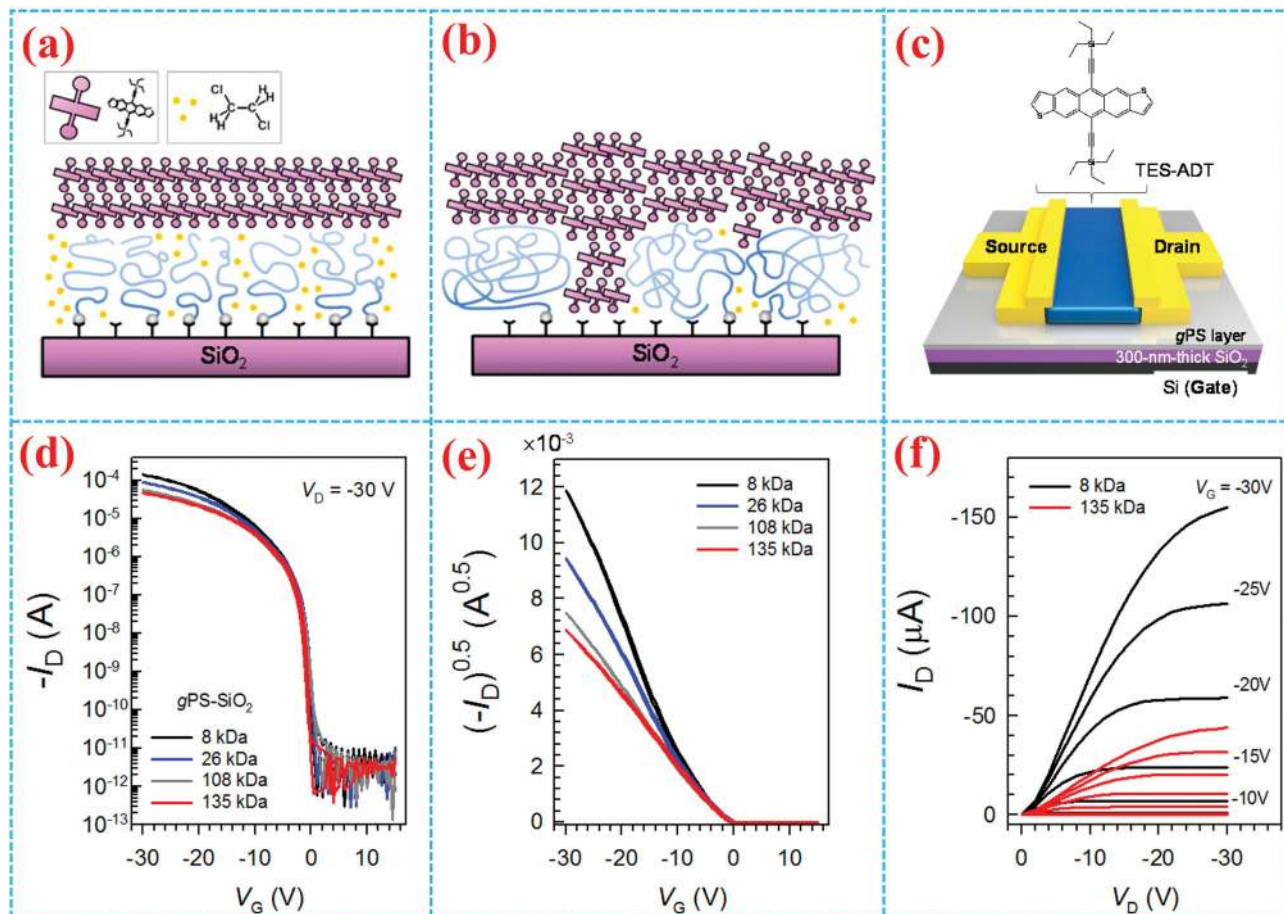 (a)
Cl
H
H
C
C
H
H
Cl
SiO2
(b)
SiO2
(c)
Si
S
S
Si
TES-ADT
Source
Drain
gPS layer
300-nm-thick SiO2
Si (Gate)
(d)
VD = -30 V
gPS-SiO2
8 kDa
26 kDa
108 kDa
135 kDa
10-4
10-5
10-6
10-7
10-8
10-9
10-10
10-11
10-12
10-13
-ID (A)
-30 -20 -10 0 10
VG (V)
(e)
×10-3
8 kDa
26 kDa
108 kDa
135 kDa
12
10
8
6
4
2
0
(-ID)0.5 (A0.5)
-30 -20 -10 0 10
VG (V)
(f)
8 kDa
135 kDa
VG = -30V
-25V
-20V
-15V
-10V
-150
-100
-50
0
ID (µA)
0 -10 -20 -30
VD (V)